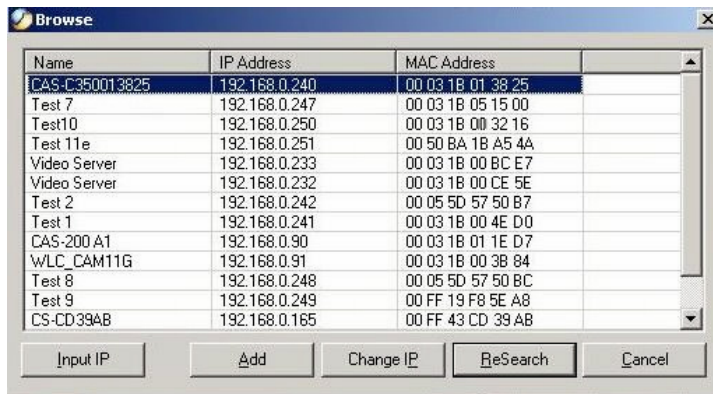 Browse
Name IP Address MAC Address
CAS-C350013825 192.168.0.240 00 03 1B 01 38 25
Test 7 192.168.0.247 00 03 1B 05 15 00
Test10 192.168.0.250 00 03 1B 00 32 16
Test 11e 192.168.0.251 00 50 BA 1B A5 4A
Video Server 192.168.0.233 00 03 1B 00 BC E7
Video Server 192.168.0.232 00 03 1B 00 CE 5E
Test 2 192.168.0.242 00 05 5D 57 50 B7
Test 1 192.168.0.241 00 03 1B 00 4E D0
CAS-200 A1 192.168.0.90 00 03 1B 01 1E D7
WLC_CAM11G 192.168.0.91 00 03 1B 00 3B 84
Test 8 192.168.0.248 00 05 5D 57 50 BC
Test 9 192.168.0.249 00 FF 19 F8 5E A8
CS-CD39AB 192.168.0.165 00 FF 43 CD 39 AB
Input IP Add Change IP ReSearch Cancel